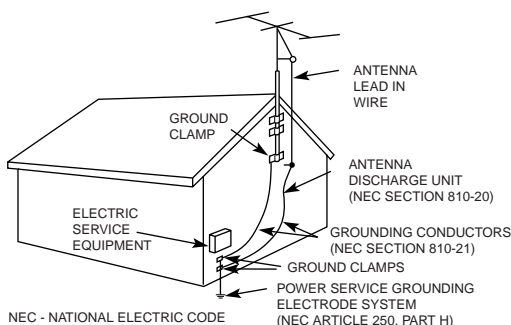 ANTENNA
LEAD IN
WIRE
GROUND
CLAMP
ANTENNA
DISCHARGE UNIT
(NEC SECTION 810-20)
ELECTRIC
SERVICE
EQUIPMENT
GROUNDING CONDUCTORS
(NEC SECTION 810-21)
GROUND CLAMPS
POWER SERVICE GROUNDING
ELECTRODE SYSTEM
(NEC ARTICLE 250, PART H)
NEC - NATIONAL ELECTRIC CODE